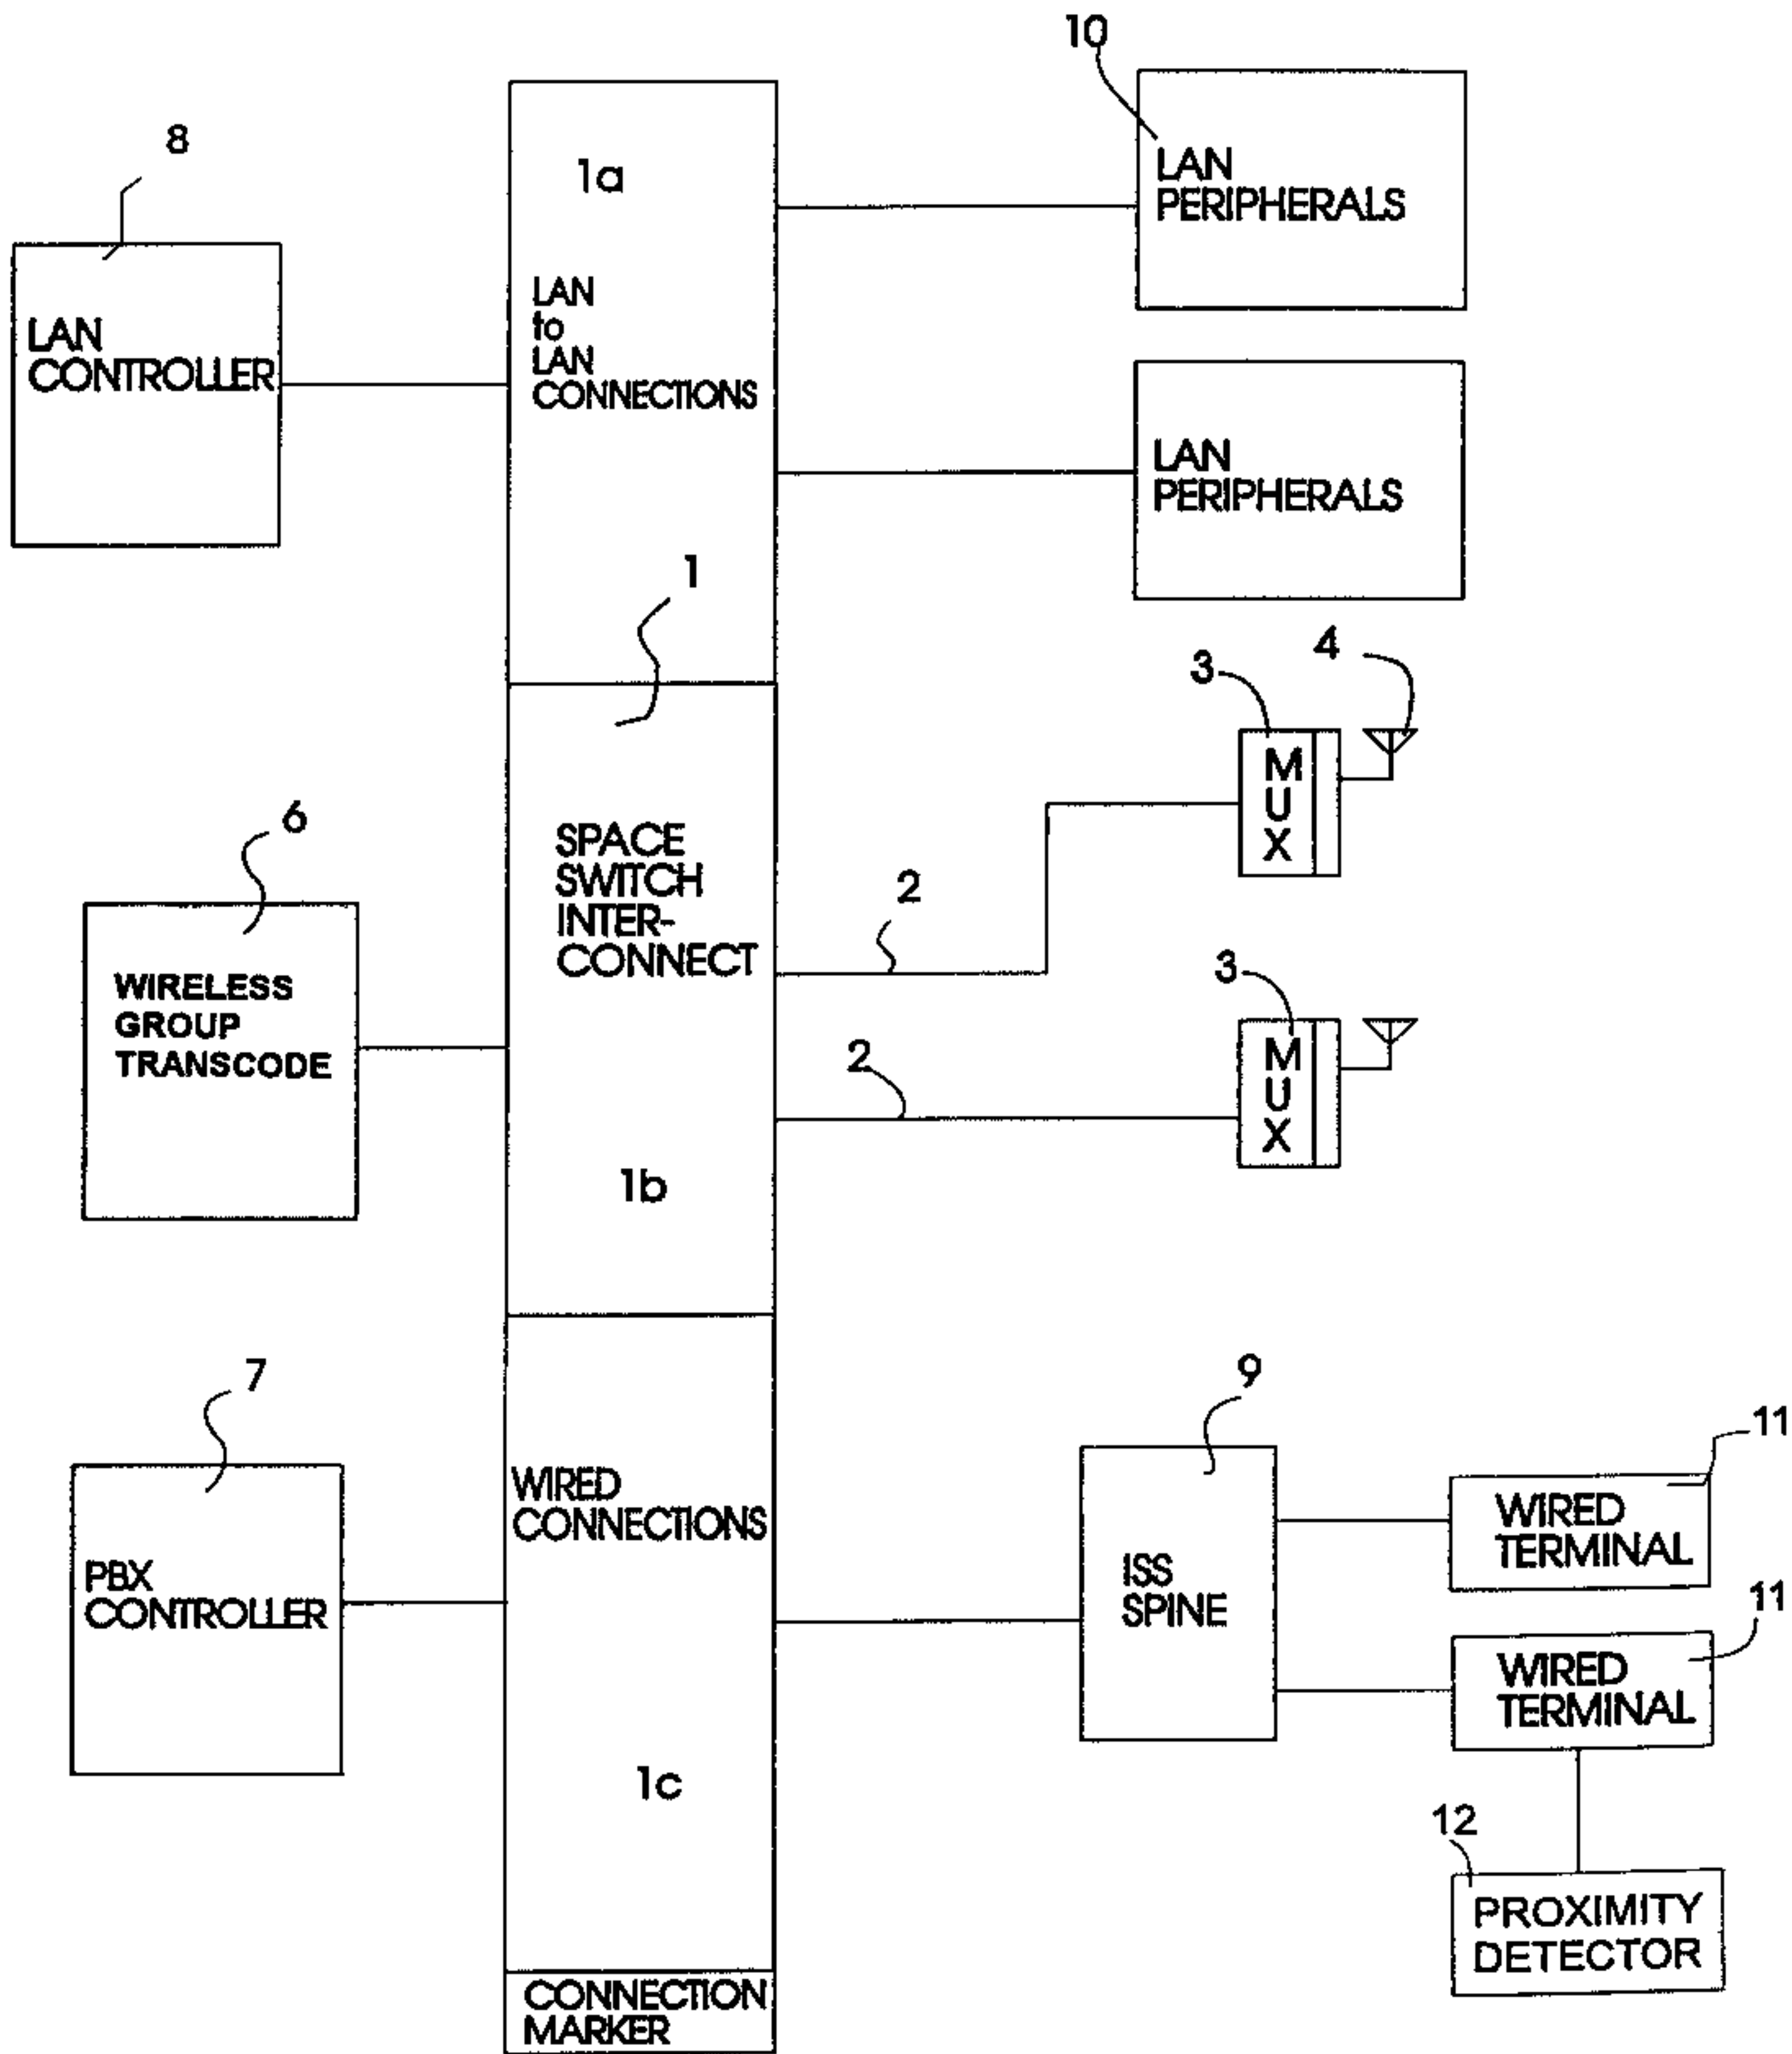 10
8
1a
LAN
PERIPHERALS
LAN
to
LAN
CONNECTIONS
LAN
CONTROLLER
LAN
PERIPHERALS
1
3
4
MUX
6
SPACE
SWITCH
INTER-
CONNECT
2
WIRELESS
GROUP
TRANSCODE
3
2
MUX
1b
7
9
11
WIRED
CONNECTIONS
WIRED
TERMINAL
PBX
CONTROLLER
ISS
SPINE
11
WIRED
TERMINAL
1c
12
PROXIMITY
DETECTOR
CONNECTION
MARKER